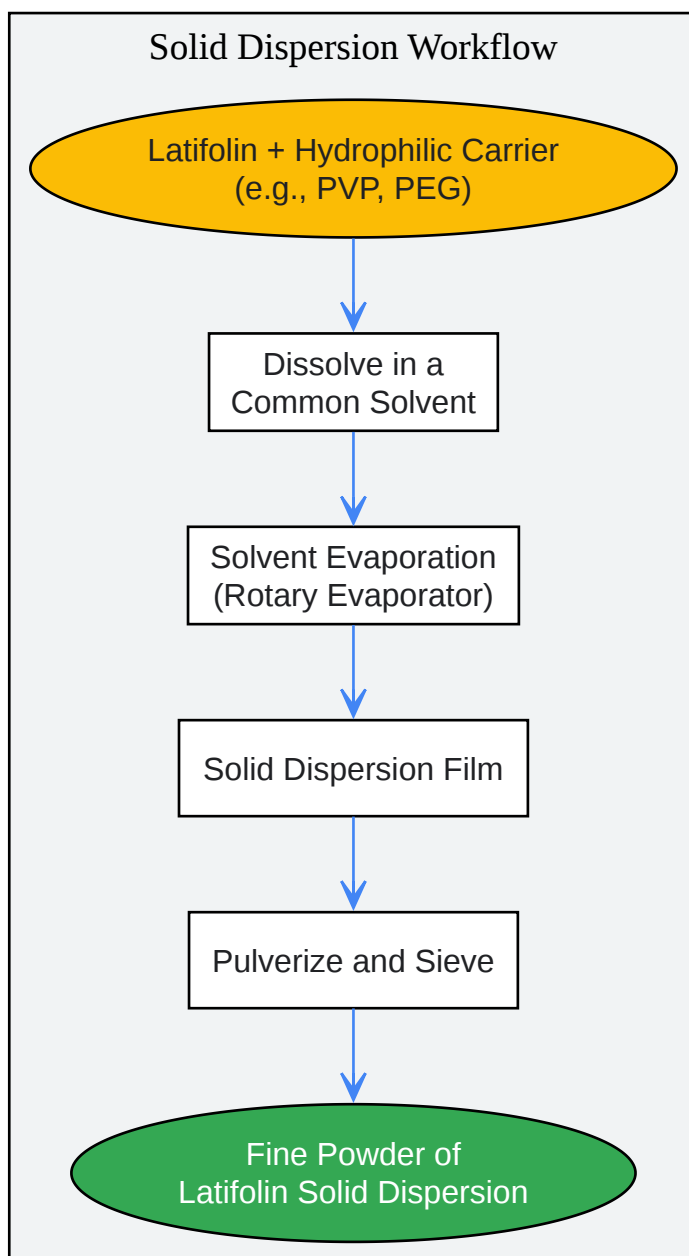 Solid Dispersion Workflow
Latifolin + Hydrophilic Carrier
(e.g., PVP, PEG)
Dissolve in a
Common Solvent
Solvent Evaporation
(Rotary Evaporator)
Solid Dispersion Film
Pulverize and Sieve
Fine Powder of
Latifolin Solid Dispersion